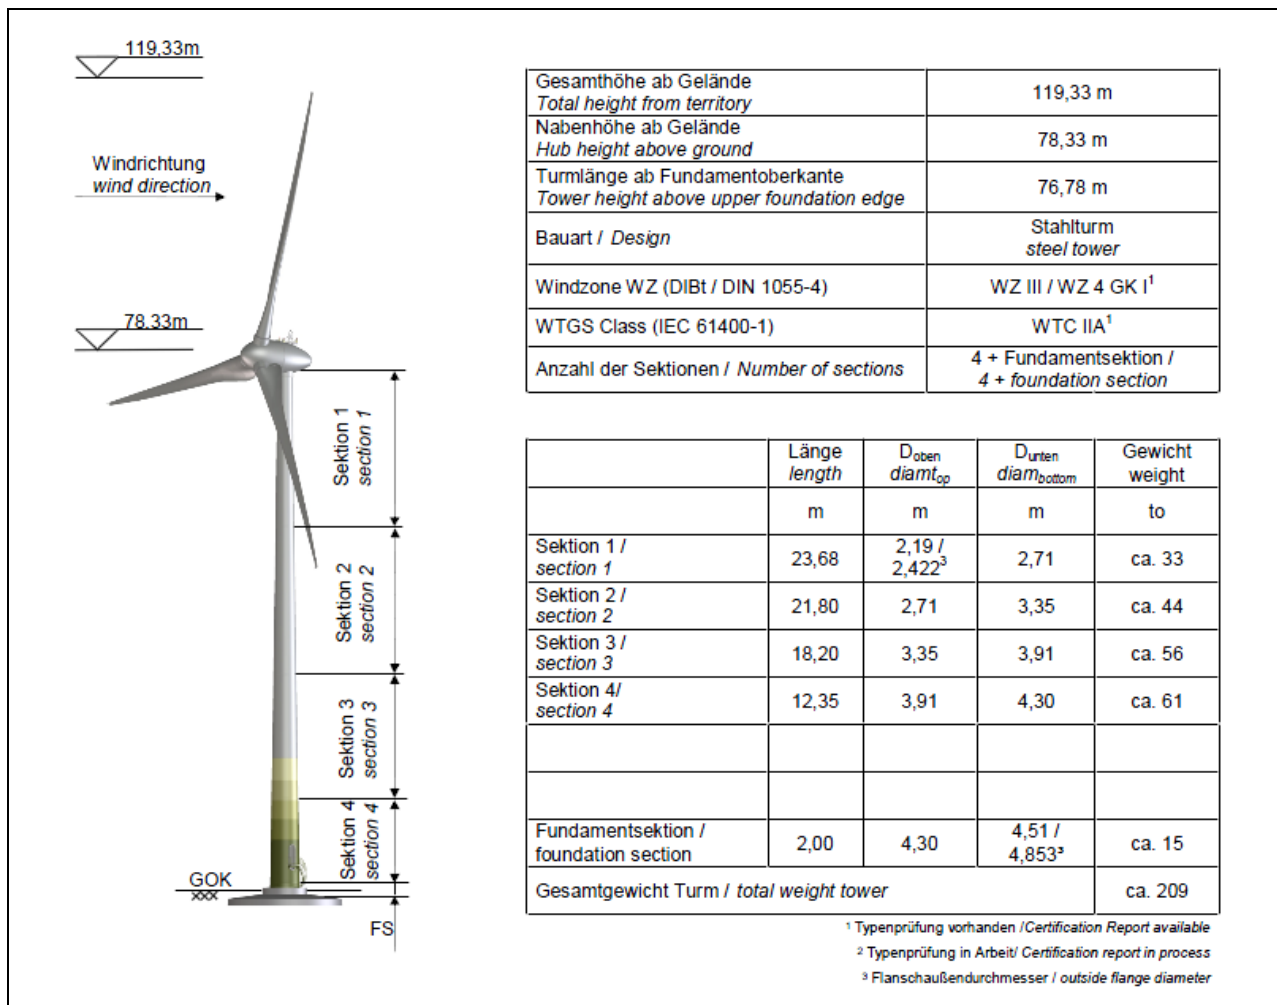 119,33m
Windrichtung
wind direction
78.33m
Sektion 1
section 1
Sektion 2
section 2
Sektion 3
section 3
Sektion 4
section 4
GOK
FS
Gesamthöhe ab Gelände
Total height from territory
119,33 m
Nabenhöhe ab Gelände
Hub height above ground
78,33 m
Turmlänge ab Fundamentoberkante
Tower height above upper foundation edge
76,78 m
Bauart / Design
Stahlturm
steel tower
Windzone WZ (DIBt / DIN 1055-4)
WZ III / WZ 4 GK I¹
WTGS Class (IEC 61400-1)
WTC IIA¹
Anzahl der Sektionen / Number of sections
4 + Fundamentsektion /
4 + foundation section
Länge
length
Doben
diamtop
Dunten
diambottom
Gewicht
weight
m
m
m
to
Sektion 1 /
section 1
23,68
2,19 /
2,422³
2,71
ca. 33
Sektion 2 /
section 2
21,80
2,71
3,35
ca. 44
Sektion 3 /
section 3
18,20
3,35
3,91
ca. 56
Sektion 4/
section 4
12,35
3,91
4,30
ca. 61
Fundamentsektion /
foundation section
2,00
4,30
4,51 /
4,853³
ca. 15
Gesamtgewicht Turm / total weight tower
ca. 209
¹ Typenprüfung vorhanden /Certification Report available
² Typenprüfung in Arbeit/ Certification report in process
³ Flanschaußendurchmesser / outside flange diameter